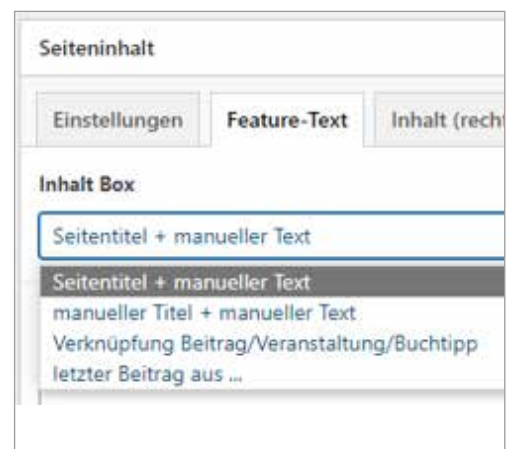 Seiteninhalt
Einstellungen Feature-Text Inhalt
Inhalt Box
Seitentitel + manueller Text
Seitentitel + manueller Text
manueller Titel + manueller Text
Verknüpfung Beitrag/Veranstaltung/Buchtipp
letzter Beitrag aus ...